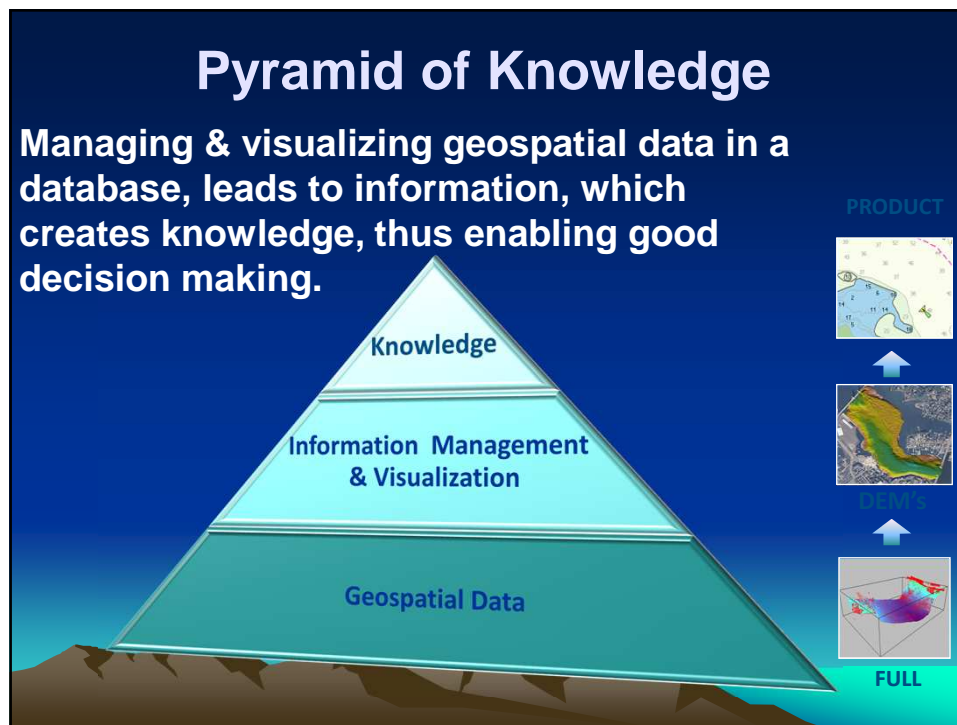 Pyramid of Knowledge
Managing & visualizing geospatial data in a
database, leads to information, which
creates knowledge, thus enabling good
decision making.
Knowledge
Information Management
& Visualization
Geospatial Data
PRODUCT
DEM's
FULL